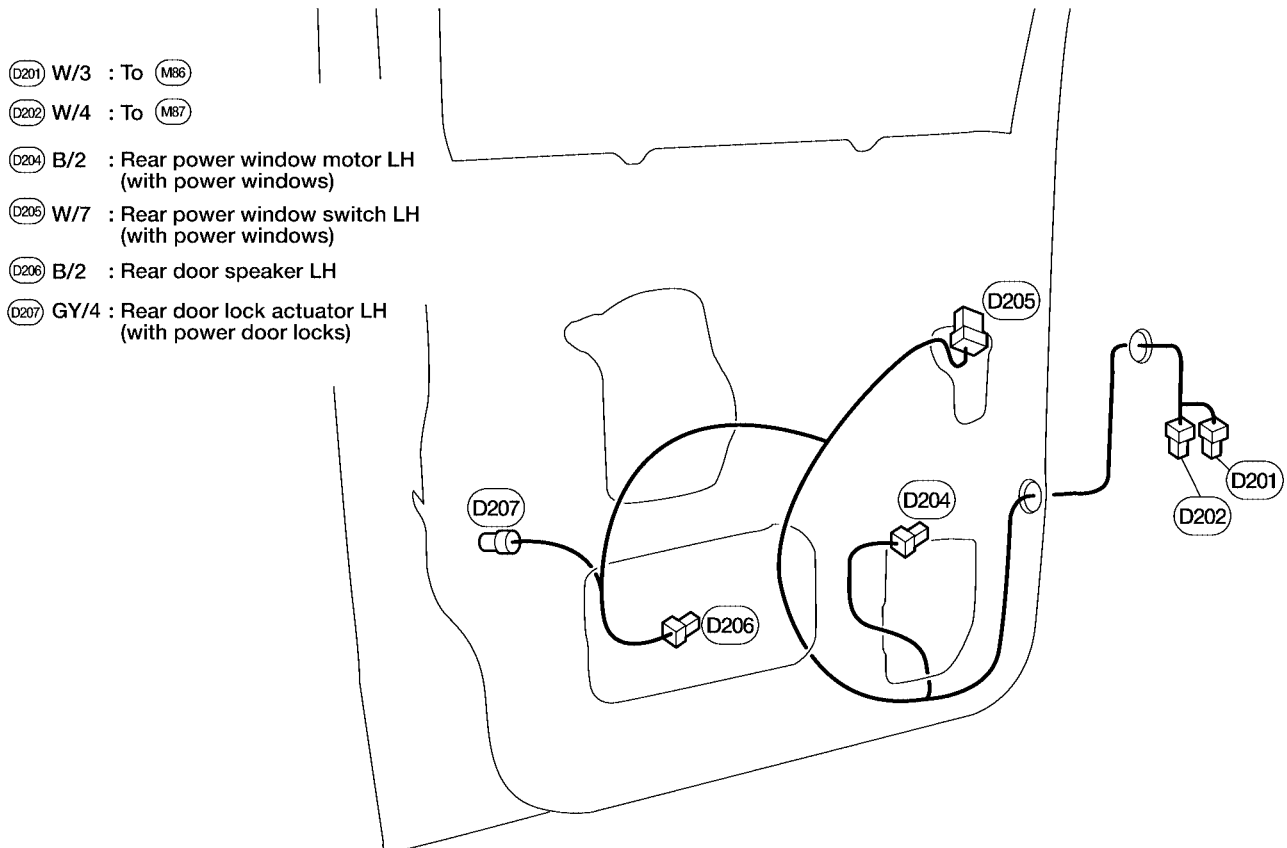 D201 W/3 : To M86
D202 W/4 : To M87
D204 B/2 : Rear power window motor LH
(with power windows)
D205 W/7 : Rear power window switch LH
(with power windows)
D206 B/2 : Rear door speaker LH
D207 GY/4 : Rear door lock actuator LH
(with power door locks)
D205
D201
D202
D204
D207
D206